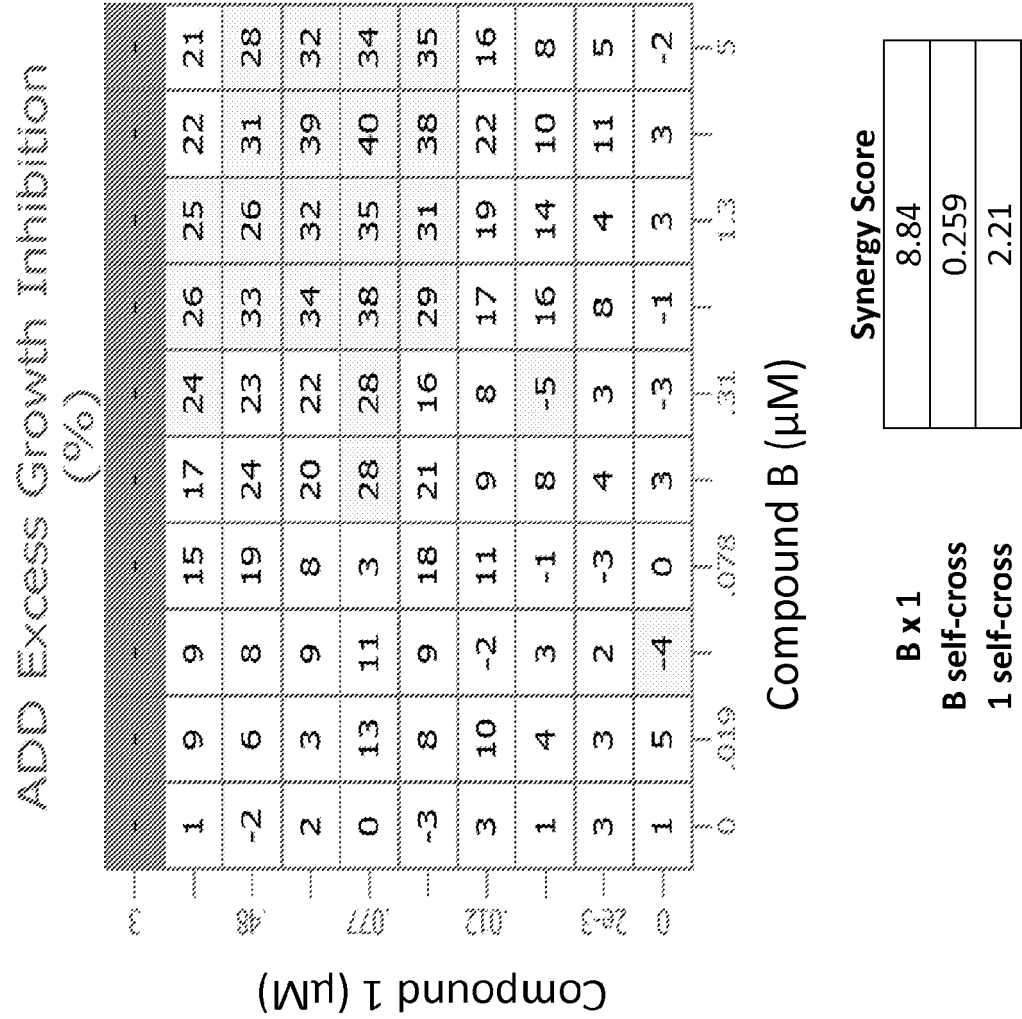 ADD Excess Growth Inhibition
(%)
Compound 1 (µM)
3 - - - - - - - - - -
1 9 9 15 17 24 26 25 22 21
.48 -2 6 8 19 24 23 33 26 31 28
2 3 9 8 20 22 34 32 39 32
.077 0 13 11 3 28 28 38 35 40 34
-3 8 9 18 21 16 29 31 38 35
.012 3 10 -2 11 9 8 17 19 22 16
1 4 3 -1 8 -5 16 14 10 8
2e-3 3 3 2 -3 4 3 8 4 11 5
0 1 5 -4 0 3 -3 -1 3 3 -2
0 .019 .078 .31 1.3 5
Compound B (µM)
Synergy Score
B x 1 8.84
B self-cross 0.259
1 self-cross 2.21